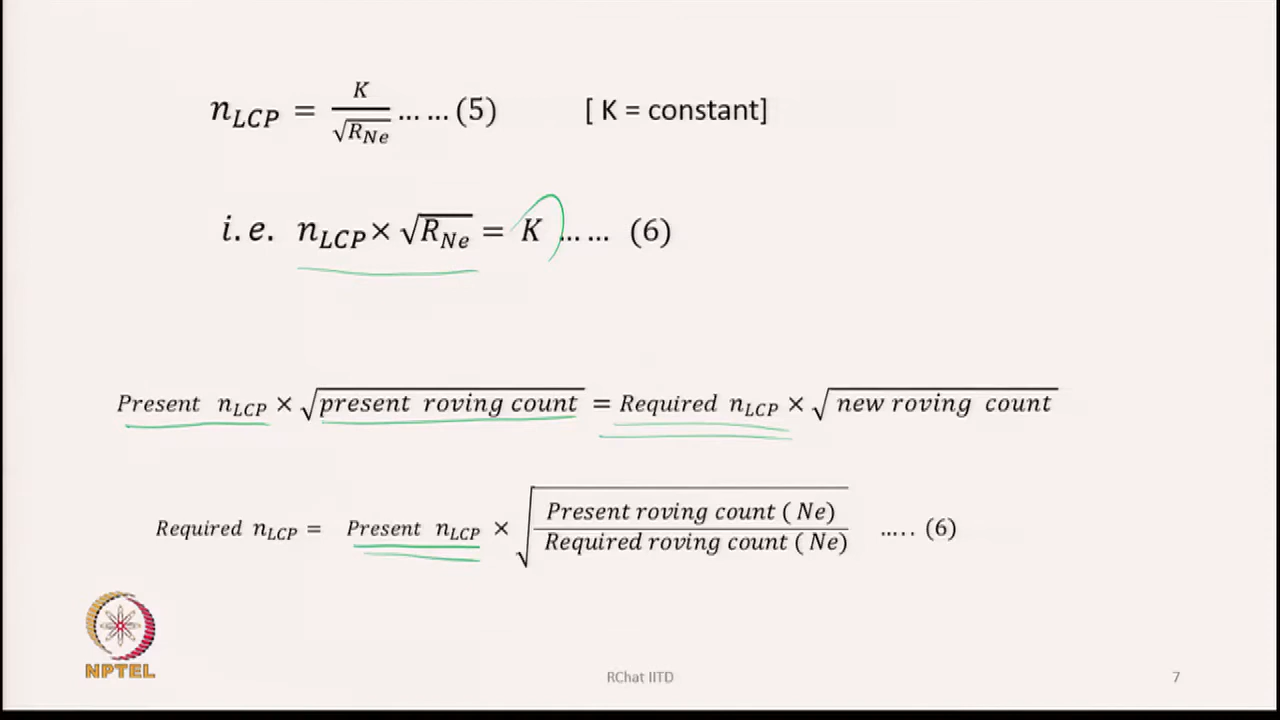 n_LCP = K / √R_Ne ... ... (5) [ K = constant]
i.e. n_LCP × √R_Ne = K ... ... (6)
Present n_LCP × √present roving count = Required n_LCP × √new roving count
Required n_LCP = Present n_LCP × √Present roving count ( Ne) / Required roving count ( Ne) ..... (6)
NPTEL
RChat IITD
7